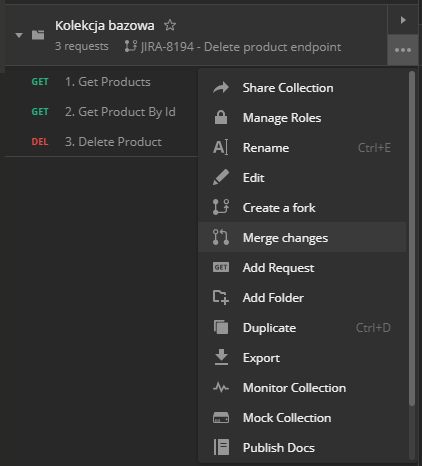 Kolekcja bazowa
3 requests JIRA-8194 - Delete product endpoint
GET 1. Get Products
GET 2. Get Product By Id
DEL 3. Delete Product
Share Collection
Manage Roles
Rename Ctrl+E
Edit
Create a fork
Merge changes
GET Add Request
Add Folder
Duplicate Ctrl+D
Export
Monitor Collection
Mock Collection
Publish Docs